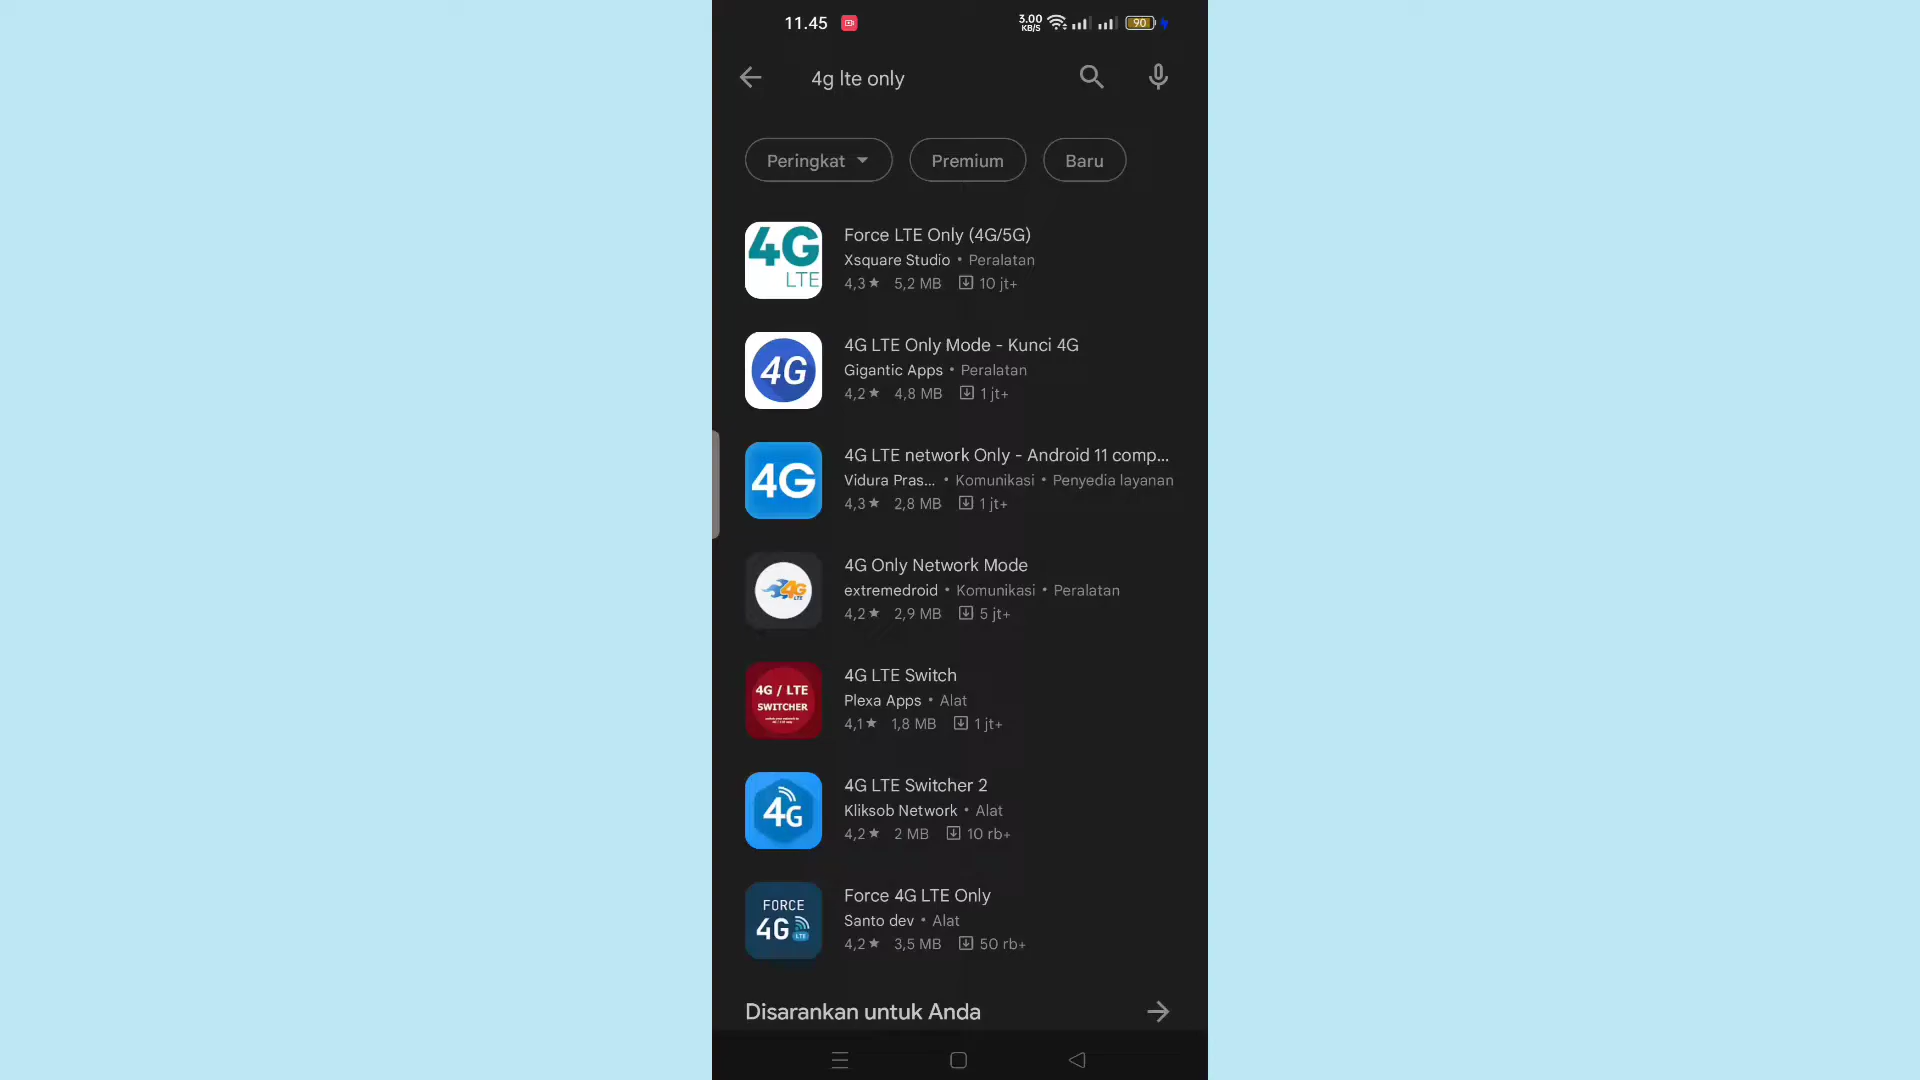 11.45
3.00
KB/S
90
4g lte only
Peringkat
Premium
Baru
4G
LTE
Force LTE Only (4G/5G)
Xsquare Studio • Peralatan
4,3★ 5,2 MB 10 jt+
4G
4G LTE Only Mode - Kunci 4G
Gigantic Apps • Peralatan
4,2★ 4,8 MB 1 jt+
4G
4G LTE network Only - Android 11 comp...
Vidura Pras... • Komunikasi • Penyedia layanan
4,3★ 2,8 MB 1 jt+
4G
LTE
4G Only Network Mode
extremedroid • Komunikasi • Peralatan
4,2★ 2,9 MB 5 jt+
4G / LTE
SWITCHER
4G LTE Switch
Plexa Apps • Alat
4,1★ 1,8 MB 1 jt+
4G
4G LTE Switcher 2
Kliksob Network • Alat
4,2★ 2 MB 10 rb+
FORCE
4G
LTE
Force 4G LTE Only
Santo dev • Alat
4,2★ 3,5 MB 50 rb+
Disarankan untuk Anda